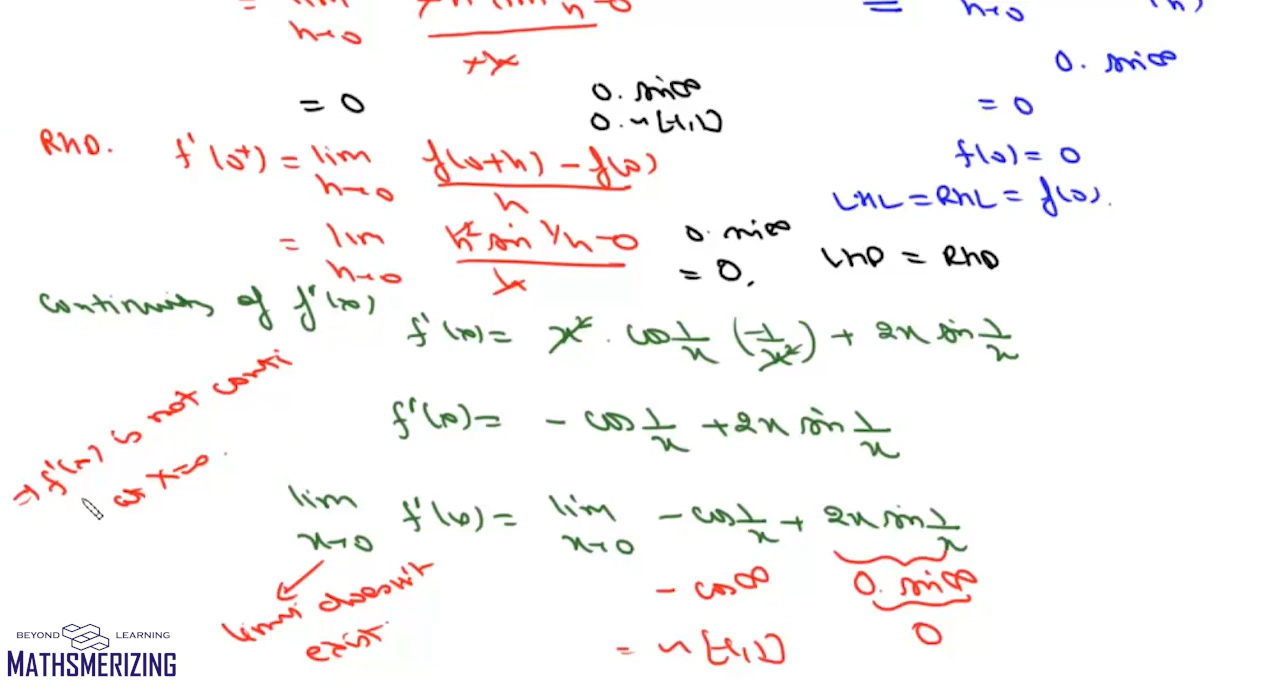 = lim
h→0
+x
= 0
0. sin∞
0. n[-1,1]
h→0
0. sin∞
= 0
f(0) = 0
LHL = RHL = f(0).
RHD. f'(0⁺) = lim h→0 f(0+h) - f(0) / h
= lim h→0 h² sin 1/h - 0 / h
0. sin∞
= 0.
LHD = RHD
Continuity of f'(x)
f'(x) = x² . cos 1/x (-1/x²) + 2x sin 1/x
f'(x) = - cos 1/x + 2x sin 1/x
⇒ f'(x) is not conti
at x=0.
lim x→0 f'(x) = lim x→0 - cos 1/x + 2x sin 1/x
limit doesn't
exist.
- cos∞
= n[-1,1]
0. sin∞
0
BEYOND LEARNING
MATHSMERIZING